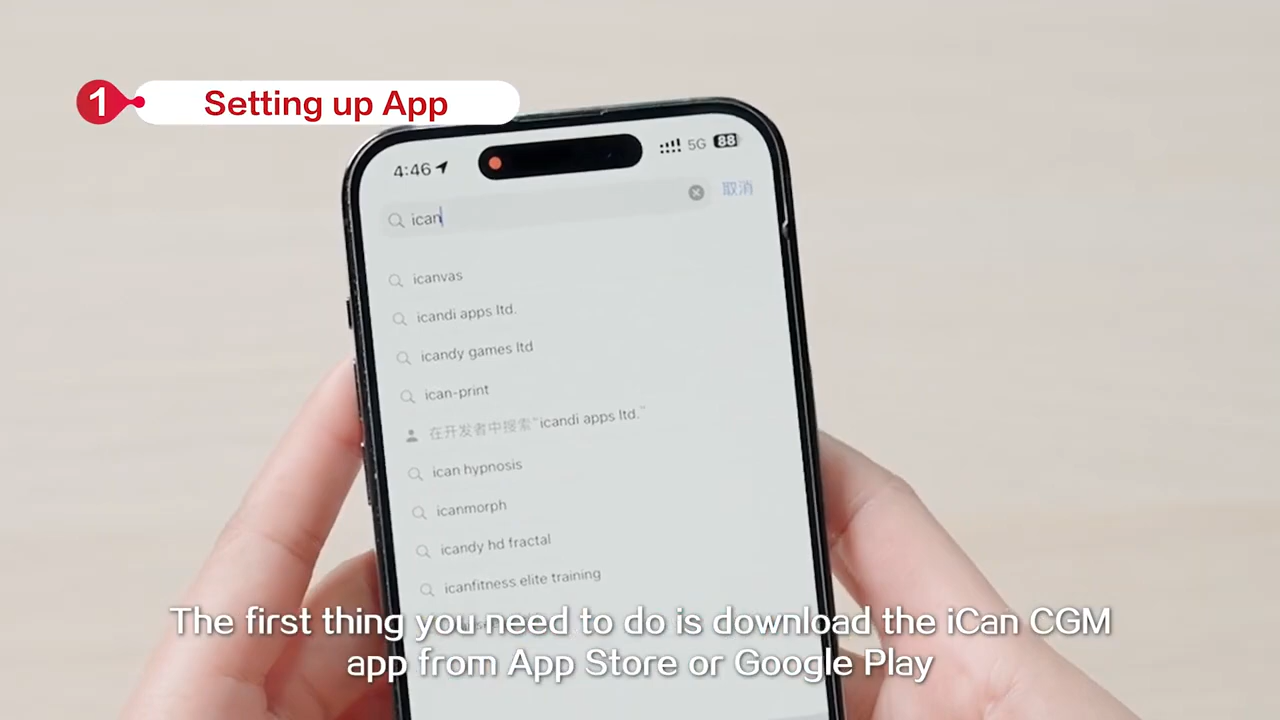 1
Setting up App
4:46
5G
88
ican
取消
icanvas
icandi apps ltd.
icandy games ltd
ican-print
在开发者中搜索"icandi apps ltd."
ican hypnosis
icanmorph
icandy hd fractal
icanfitness elite training
The first thing you need to do is download the iCan CGM
app from App Store or Google Play